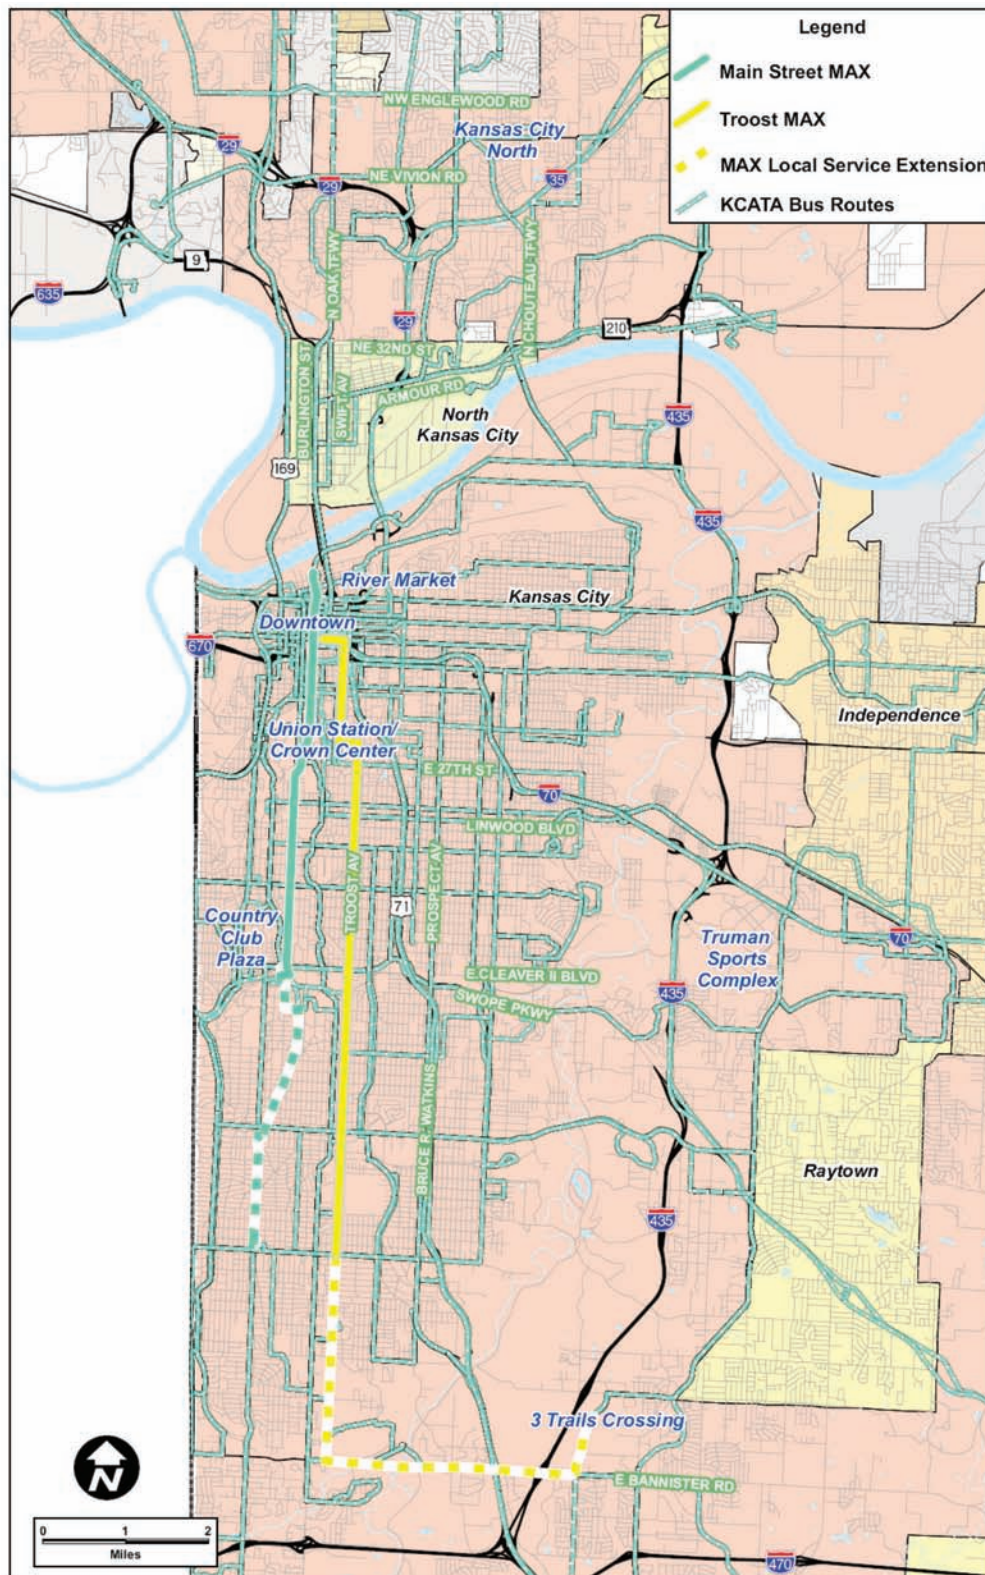 Legend
Main Street MAX
Troost MAX
MAX Local Service Extension
KCATA Bus Routes
NW ENGLEWOOD RD
Kansas City
North
29
NE VIVION RD
29
35
9
635
N OAK TFWY
N CHOUTEAU TFWY
29
210
NE 32ND ST
BURLINGTON ST
SWIFT AV
ARMOUR RD
North
Kansas City
435
169
435
River Market
Kansas City
Downtown
670
Independence
Union Station/
Crown Center
E 27TH ST
70
LINWOOD BLVD
TROOST AV
PROSPECT AV
71
Country
Club
Plaza
Truman
Sports
Complex
70
E.CLEAVER II BLVD
SWOPE PKWY
435
BRUCE R. WATKINS
Raytown
435
3 Trails Crossing
N
E BANNISTER RD
0 1 2
Miles
470